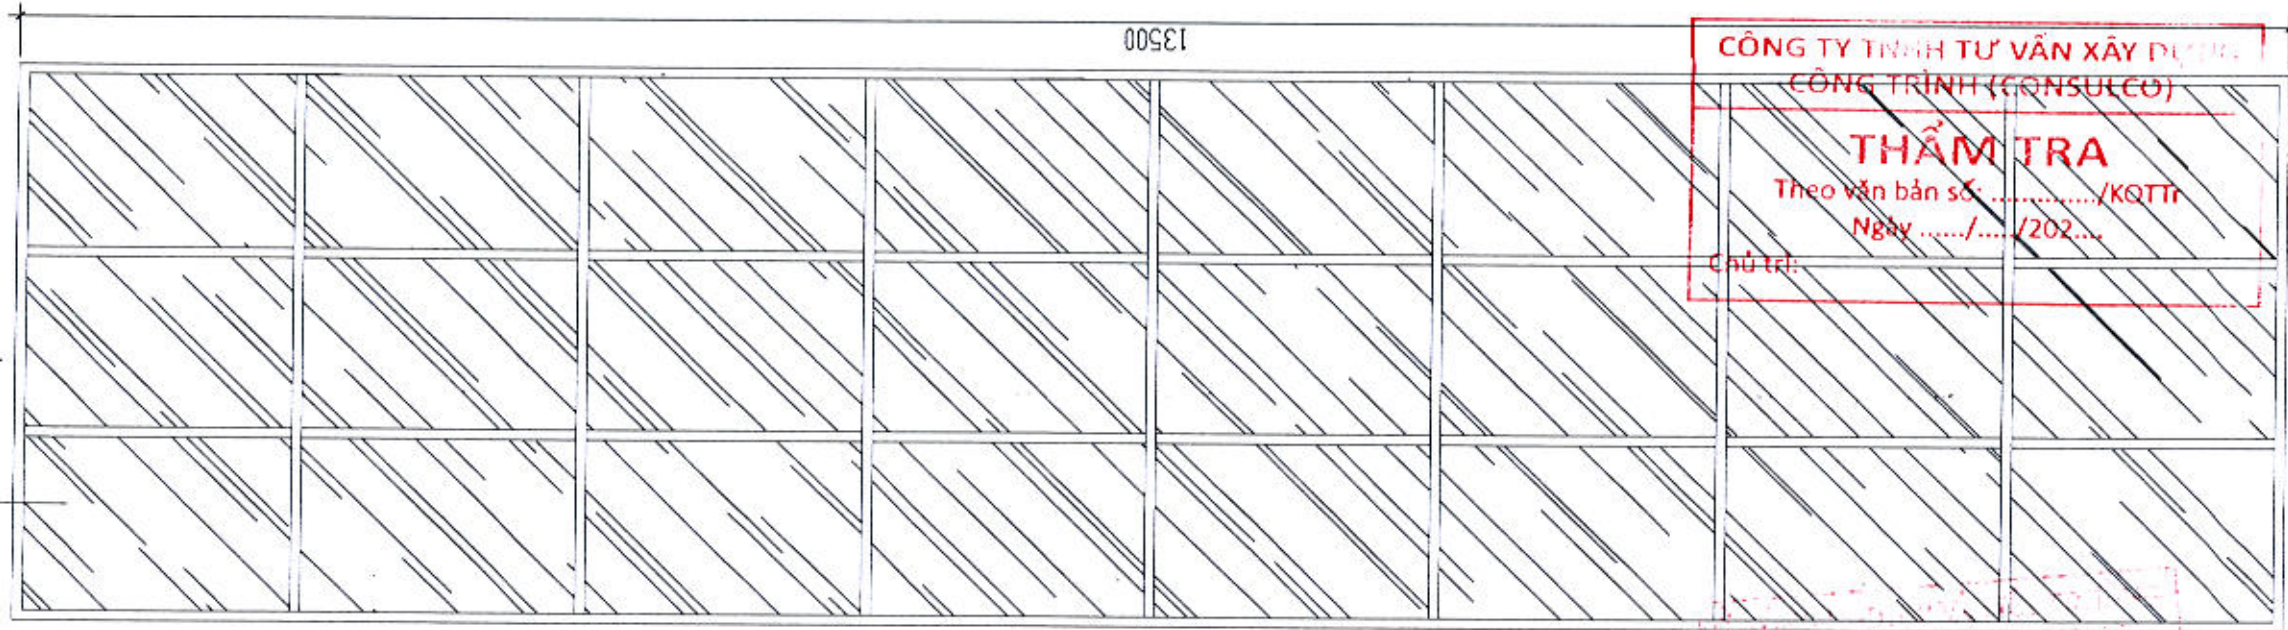 13500
CÔNG TY TNHH TƯ VẤN XÂY DỰNG
CÔNG TRÌNH (CONSULCO)
THẨM TRA
Theo văn bản số: ............../KQTTr
Ngày ....../...../202....
Chủ trì: